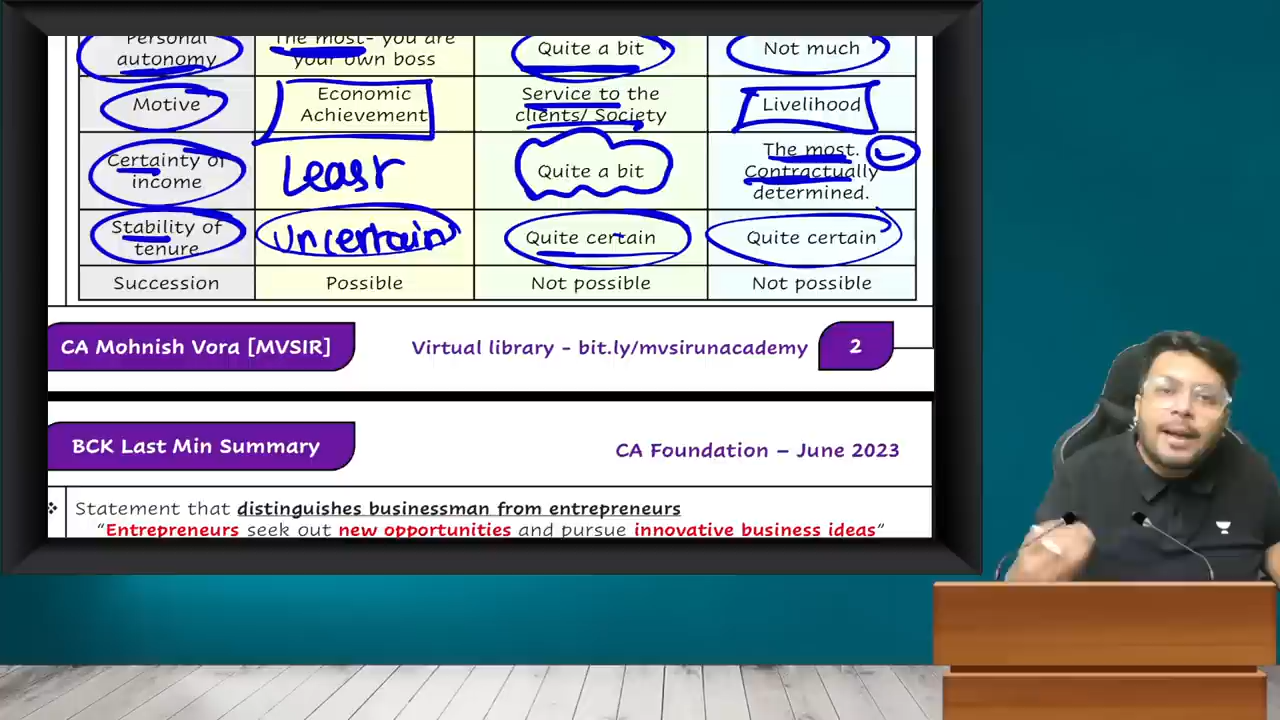 Personal
autonomy
The most- you are
your own boss
Quite a bit
Not much
Motive
Economic
Achievement
Service to the
clients/ Society
Livelihood
Certainty of
income
Least
Quite a bit
The most.
Contractually
determined.
Stability of
tenure
Uncertain
Quite certain
Quite certain
Succession
Possible
Not possible
Not possible
CA Mohnish Vora [MVSIR]
Virtual library - bit.ly/mvsirunacademy
2
BCK Last Min Summary
CA Foundation – June 2023
Statement that distinguishes businessman from entrepreneurs
“Entrepreneurs seek out new opportunities and pursue innovative business ideas”